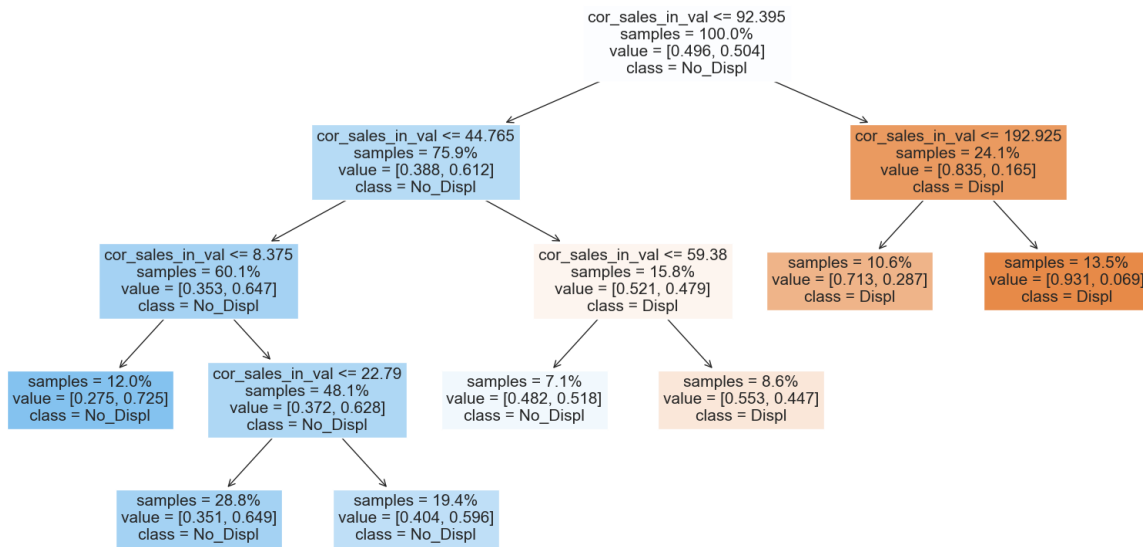 cor_sales_in_val <= 92.395
samples = 100.0%
value = [0.496, 0.504]
class = No_Displ
cor_sales_in_val <= 44.765
samples = 75.9%
value = [0.388, 0.612]
class = No_Displ
cor_sales_in_val <= 192.925
samples = 24.1%
value = [0.835, 0.165]
class = Displ
cor_sales_in_val <= 8.375
samples = 60.1%
value = [0.353, 0.647]
class = No_Displ
cor_sales_in_val <= 59.38
samples = 15.8%
value = [0.521, 0.479]
class = Displ
samples = 10.6%
value = [0.713, 0.287]
class = Displ
samples = 13.5%
value = [0.931, 0.069]
class = Displ
samples = 12.0%
value = [0.275, 0.725]
class = No_Displ
cor_sales_in_val <= 22.79
samples = 48.1%
value = [0.372, 0.628]
class = No_Displ
samples = 7.1%
value = [0.482, 0.518]
class = No_Displ
samples = 8.6%
value = [0.553, 0.447]
class = Displ
samples = 28.8%
value = [0.351, 0.649]
class = No_Displ
samples = 19.4%
value = [0.404, 0.596]
class = No_Displ